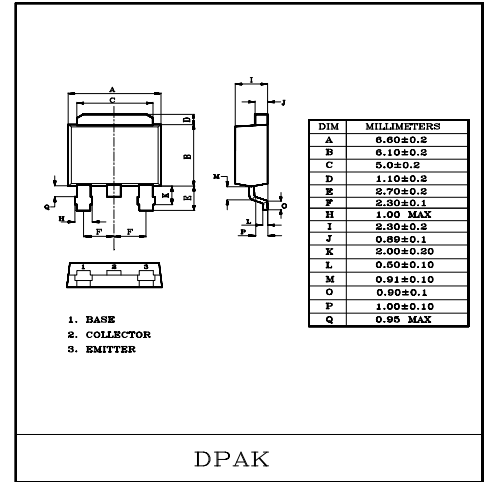 A
C
D
B
E
K
Q
H
F F
I
J
M
O
L
P
1 2 3
1. BASE
2. COLLECTOR
3. EMITTER
DIM MILLIMETERS
A 6.60±0.2
B 6.10±0.2
C 5.0±0.2
D 1.10±0.2
E 2.70±0.2
F 2.30±0.1
H 1.00 MAX
I 2.30±0.2
J 0.89±0.1
K 2.00±0.20
L 0.50±0.10
M 0.91±0.10
O 0.90±0.1
P 1.00±0.10
Q 0.95 MAX
DPAK